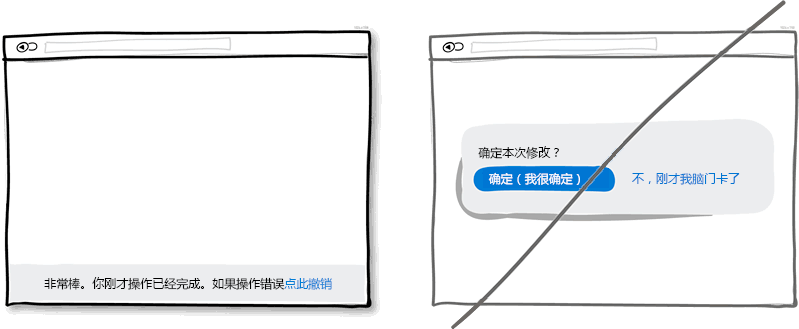 非常棒。你刚才操作已经完成。如果操作错误点此撤销
确定本次修改？
确定（我很确定）
不，刚才我脑门卡了